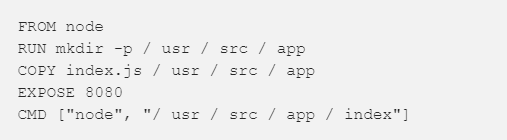 FROM node
RUN mkdir -p / usr / src / app
COPY index.js / usr / src / app
EXPOSE 8080
CMD ["node", "/ usr / src / app / index"]